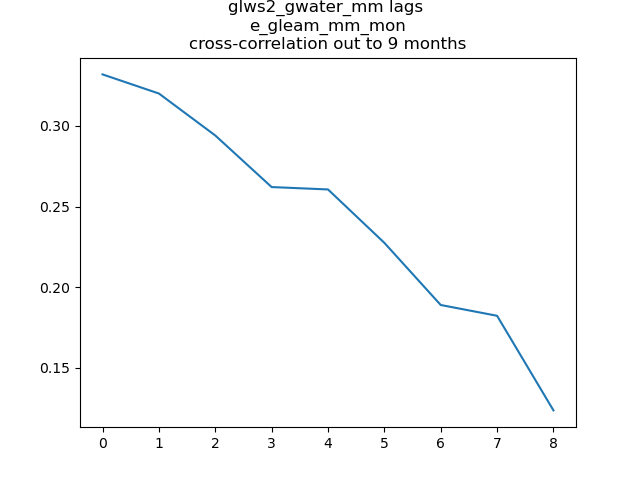 glws2_gwater_mm lags
e_gleam_mm_mon
cross-correlation out to 9 months
0.30
0.25
0.20
0.15
0 1 2 3 4 5 6 7 8